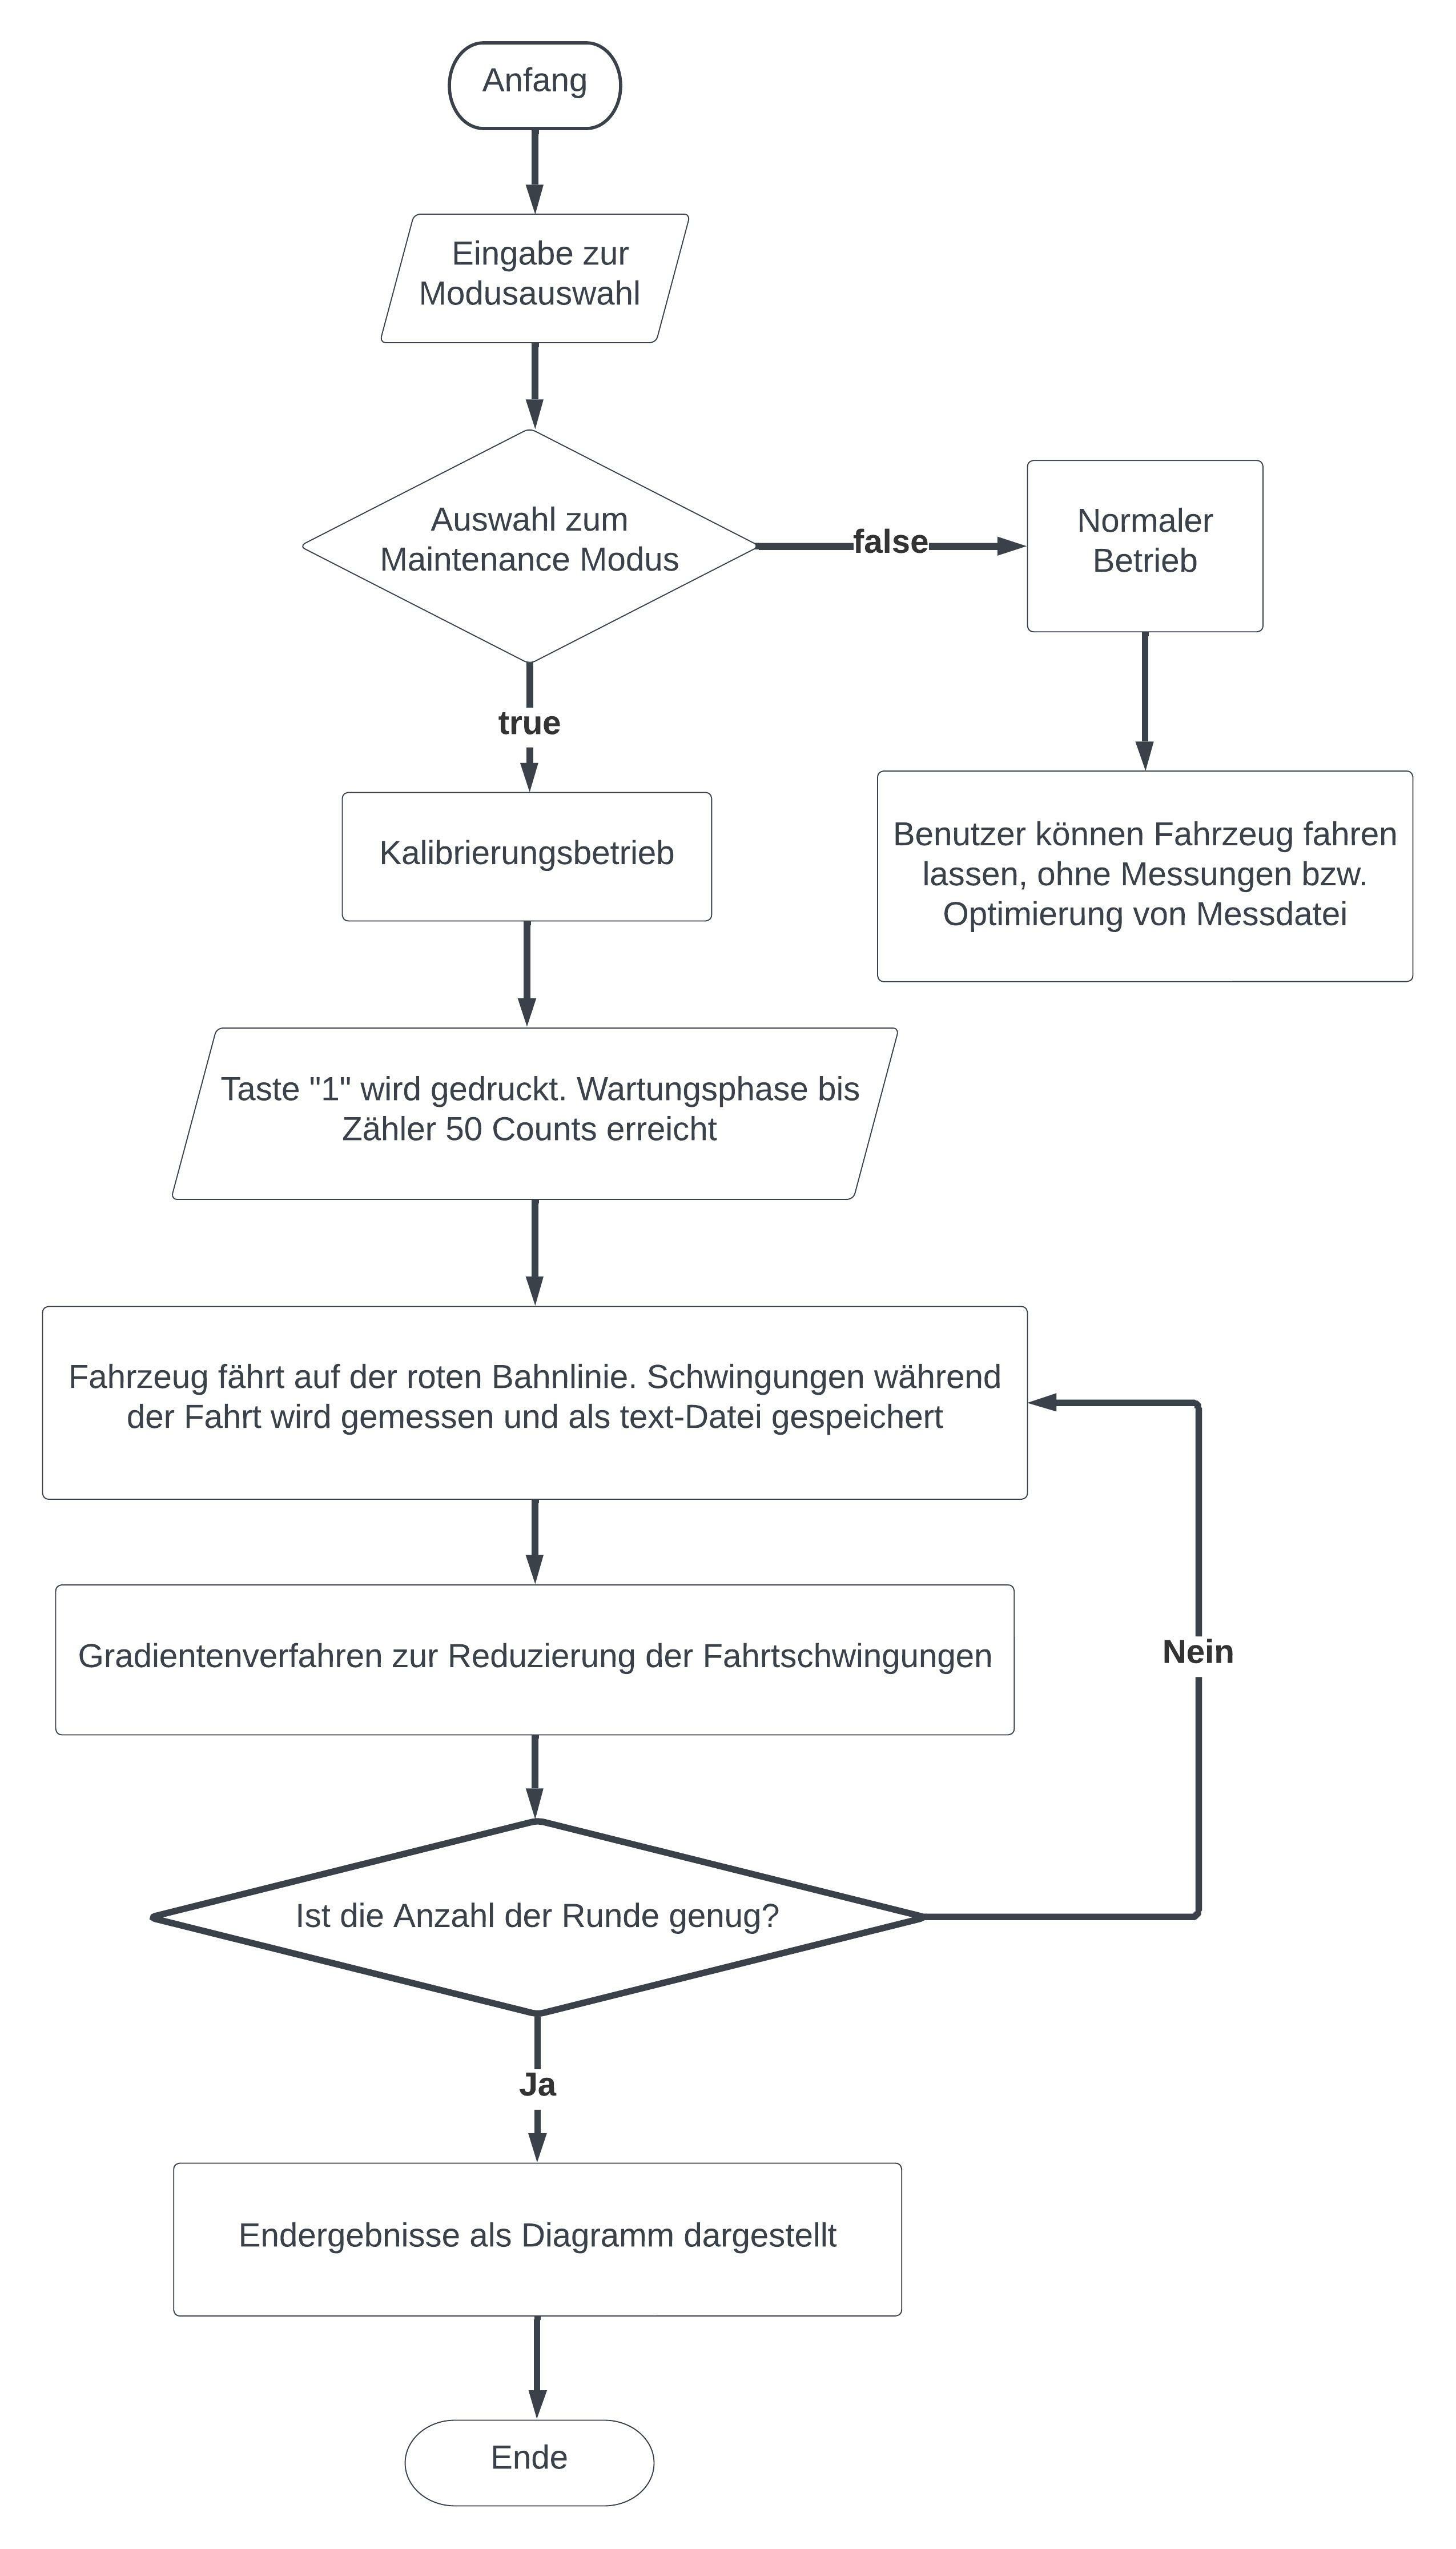 Anfang
Eingabe zur
Modusauswahl
Auswahl zum
Maintenance Modus
false
Normaler
Betrieb
true
Benutzer können Fahrzeug fahren
lassen, ohne Messungen bzw.
Optimierung von Messdatei
Kalibrierungsbetrieb
Taste "1" wird gedruckt. Wartungsphase bis
Zähler 50 Counts erreicht
Fahrzeug fährt auf der roten Bahnlinie. Schwingungen während
der Fahrt wird gemessen und als text-Datei gespeichert
Gradientenverfahren zur Reduzierung der Fahrtschwingungen
Nein
Ist die Anzahl der Runde genug?
Ja
Endergebnisse als Diagramm dargestellt
Ende